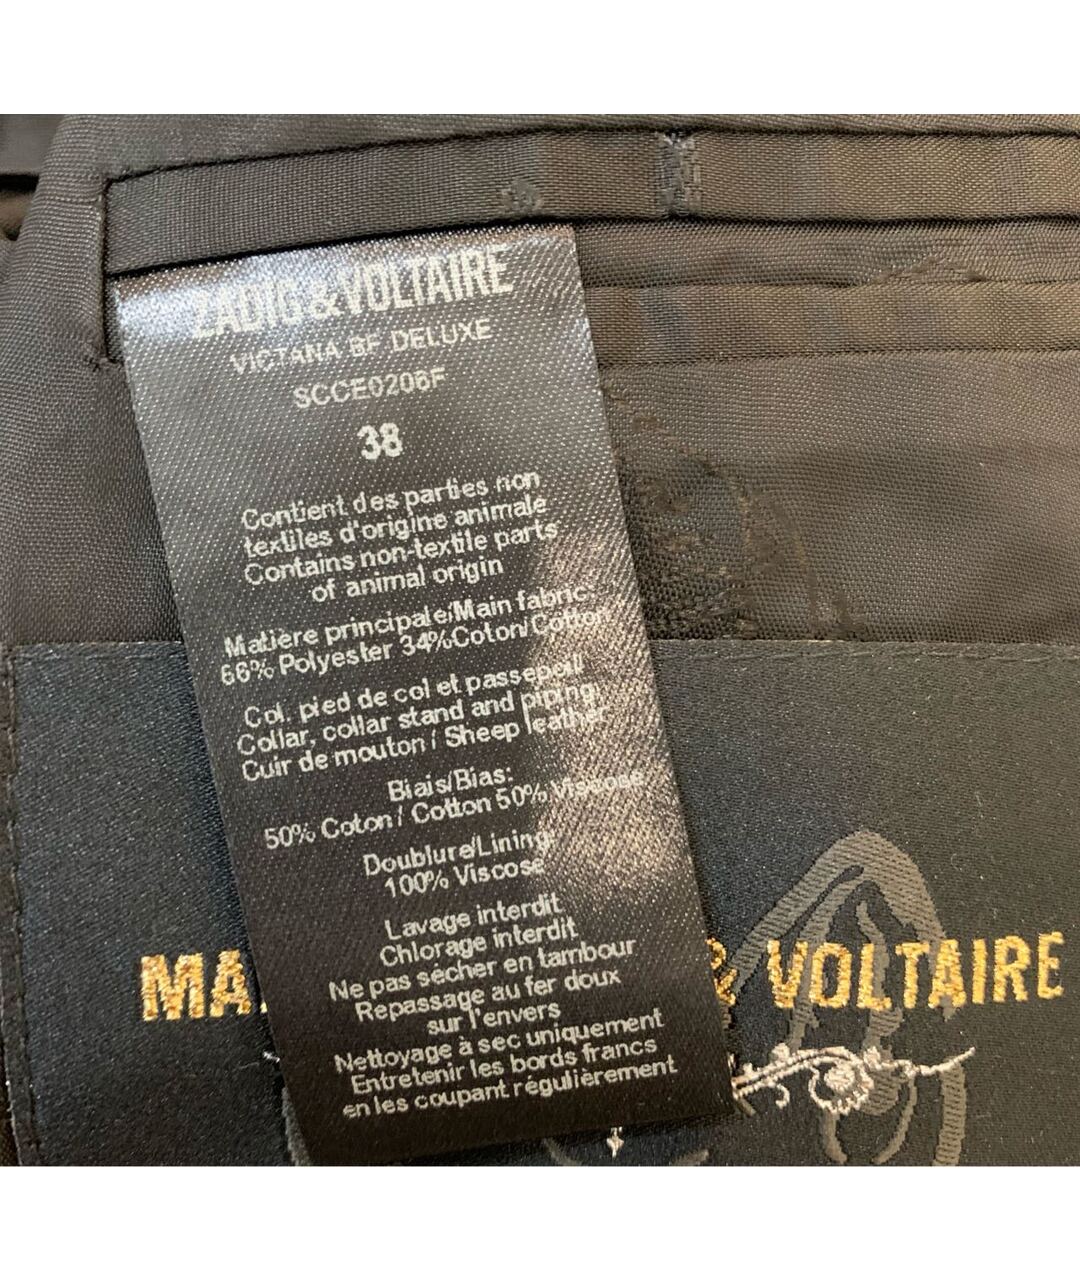 ZADIG & VOLTAIRE
VICTANA BF DELUXE
SCCE0206F
38
Contient des parties non
textiles d'origine animale
Contains non-textile parts
of animal origin
Matière principale/Main fabric:
66% Polyester 34%Coton/Cotton
Col, pied de col et passepoil/
Collar, collar stand and piping:
Cuir de mouton / Sheep leather
Biais/Bias:
50% Coton / Cotton 50% Viscose
Doublure/Lining:
100% Viscose
Lavage interdit
Chlorage interdit
Ne pas sécher en tambour
Repassage au fer doux
sur l'envers
Nettoyage à sec uniquement
Entretenir les bords francs
en les coupant régulièrement
MA & VOLTAIRE